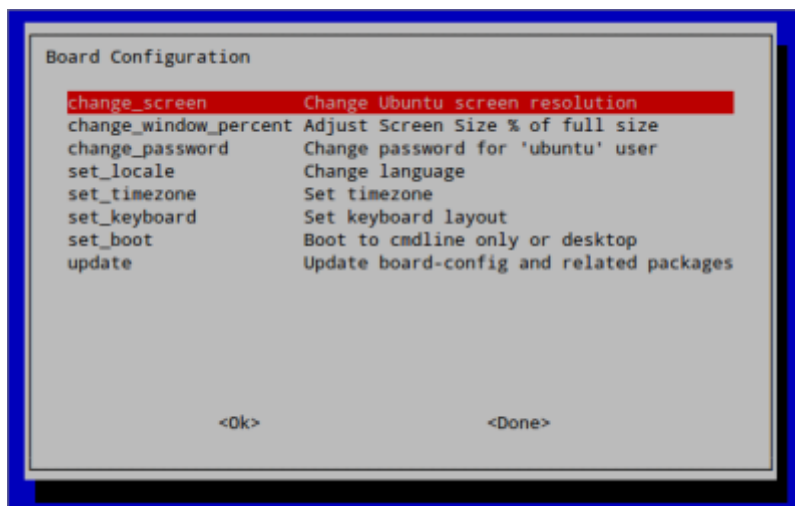 Board Configuration
change_screen Change Ubuntu screen resolution
change_window_percent Adjust Screen Size % of full size
change_password Change password for 'ubuntu' user
set_locale Change language
set_timezone Set timezone
set_keyboard Set keyboard layout
set_boot Boot to cmdline only or desktop
update Update board-config and related packages
<Ok> <Done>